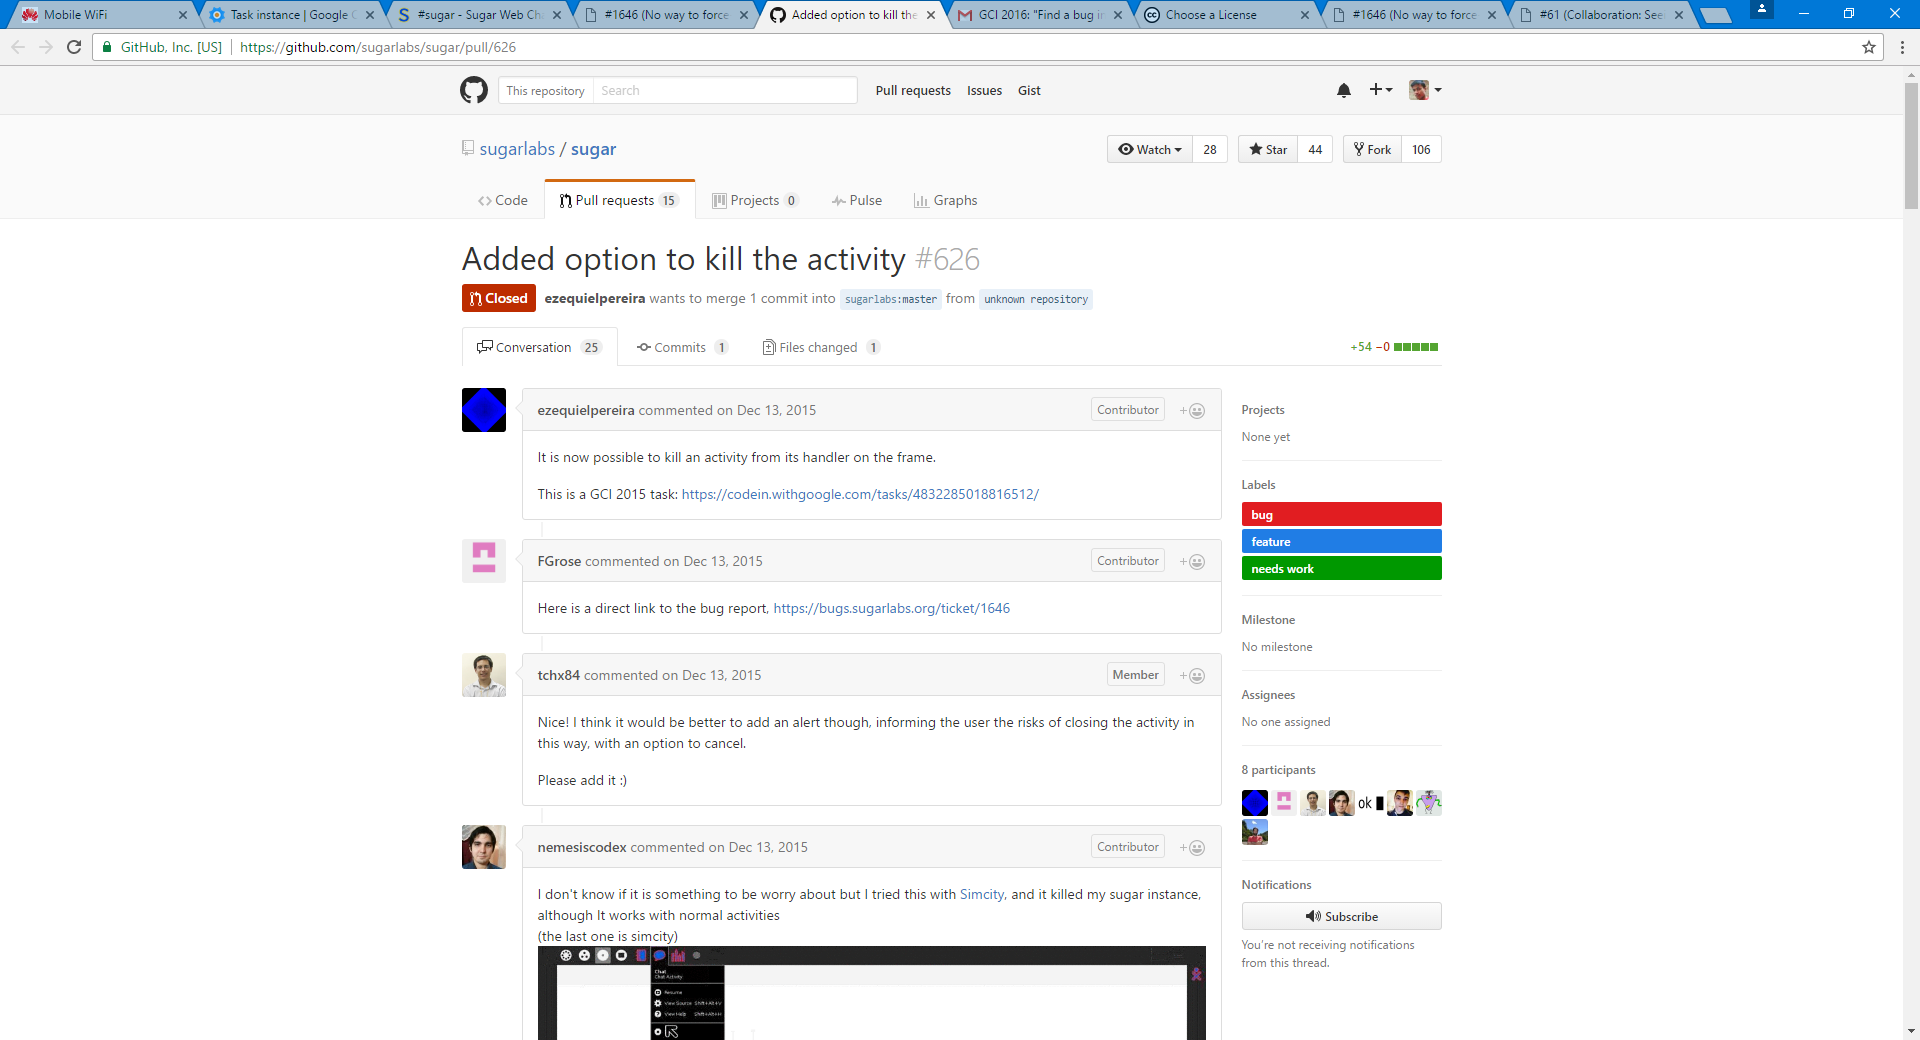 Mobile WiFi
Task instance | Google C
#sugar - Sugar Web Cha
#1646 (No way to force
Added option to kill the
GCI 2016: "Find a bug in
Choose a License
#1646 (No way to force
#61 (Collaboration: See
GitHub, Inc. [US] https://github.com/sugarlabs/sugar/pull/626
This repository Search Pull requests Issues Gist
sugarlabs / sugar
Watch 28 Star 44 Fork 106
Code Pull requests 15 Projects 0 Pulse Graphs
Added option to kill the activity #626
Closed ezequielpereira wants to merge 1 commit into sugarlabs:master from unknown repository
Conversation 25 Commits 1 Files changed 1 +54 −0
ezequielpereira commented on Dec 13, 2015 Contributor
It is now possible to kill an activity from its handler on the frame.
This is a GCI 2015 task: https://codein.withgoogle.com/tasks/4832285018816512/
FGrose commented on Dec 13, 2015 Contributor
Here is a direct link to the bug report, https://bugs.sugarlabs.org/ticket/1646
tchx84 commented on Dec 13, 2015 Member
Nice! I think it would be better to add an alert though, informing the user the risks of closing the activity in
this way, with an option to cancel.
Please add it :)
nemesiscodex commented on Dec 13, 2015 Contributor
I don't know if it is something to be worry about but I tried this with Simcity, and it killed my sugar instance,
although It works with normal activities
(the last one is simcity)
Chat
Chat Activity
Resume
View Source Shift+Alt+V
View Help Shift+Alt+H
Projects
None yet
Labels
bug
feature
needs work
Milestone
No milestone
Assignees
No one assigned
8 participants
ok
Notifications
Subscribe
You're not receiving notifications
from this thread.